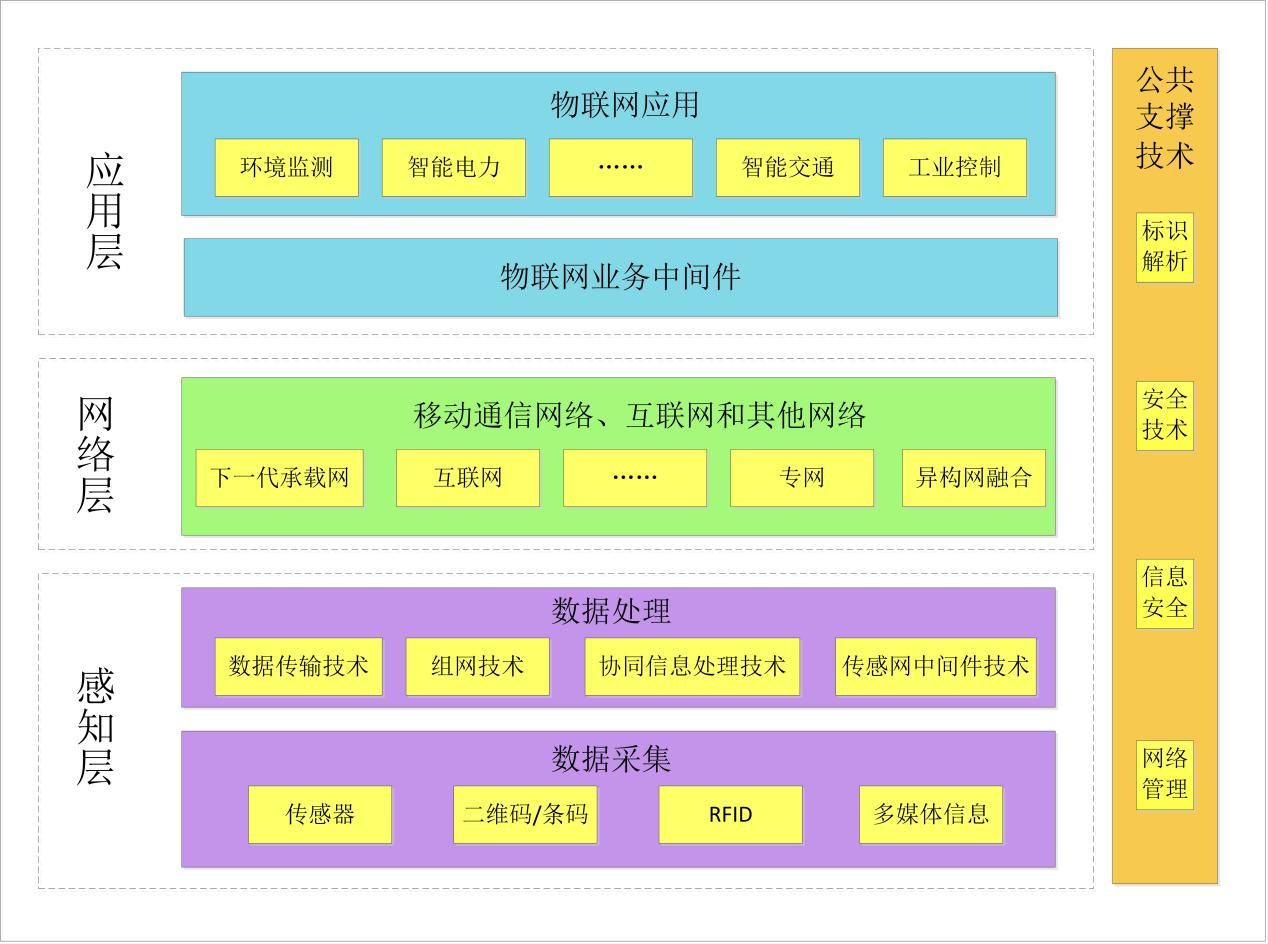 应用层
物联网应用
环境监测
智能电力
······
智能交通
工业控制
物联网业务中间件
网络层
移动通信网络、互联网和其他网络
下一代承载网
互联网
······
专网
异构网融合
感知层
数据处理
数据传输技术
组网技术
协同信息处理技术
传感网中间件技术
数据采集
传感器
二维码/条码
RFID
多媒体信息
公共
支撑
技术
标识
解析
安全
技术
信息
安全
网络
管理